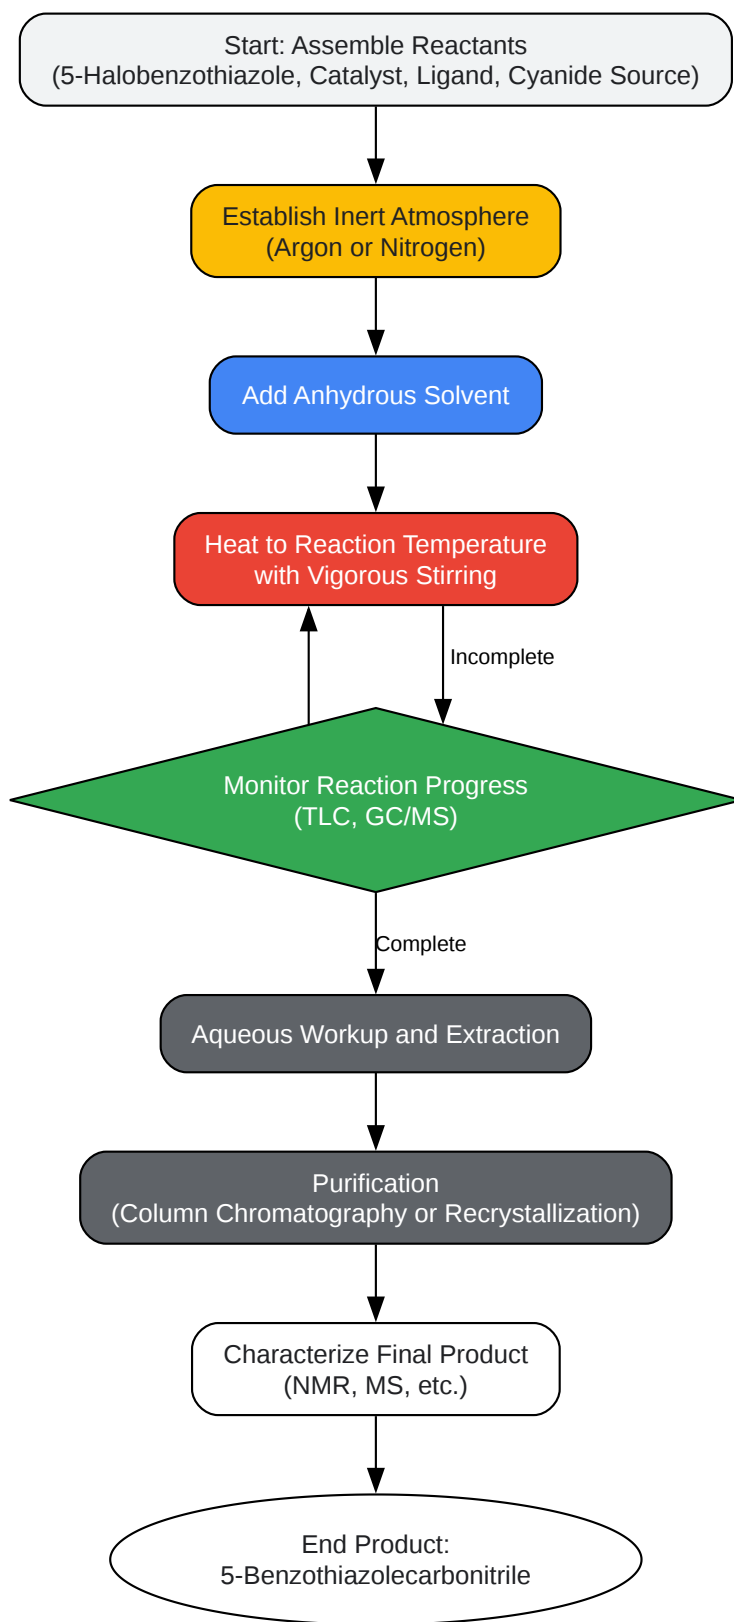 Start: Assemble Reactants
(5-Halobenzothiazole, Catalyst, Ligand, Cyanide Source)
Establish Inert Atmosphere
(Argon or Nitrogen)
Add Anhydrous Solvent
Heat to Reaction Temperature
with Vigorous Stirring
Incomplete
Monitor Reaction Progress
(TLC, GC/MS)
Complete
Aqueous Workup and Extraction
Purification
(Column Chromatography or Recrystallization)
Characterize Final Product
(NMR, MS, etc.)
End Product:
5-Benzothiazolecarbonitrile